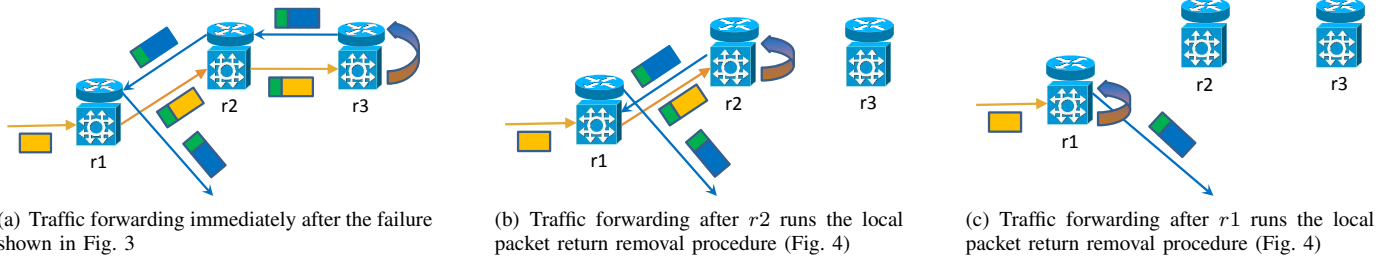 r1
r2
r3
(a) Traffic forwarding immediately after the failure
shown in Fig. 3
r1
r2
r3
(b) Traffic forwarding after r2 runs the local
packet return removal procedure (Fig. 4)
r1
r2
r3
(c) Traffic forwarding after r1 runs the local
packet return removal procedure (Fig. 4)